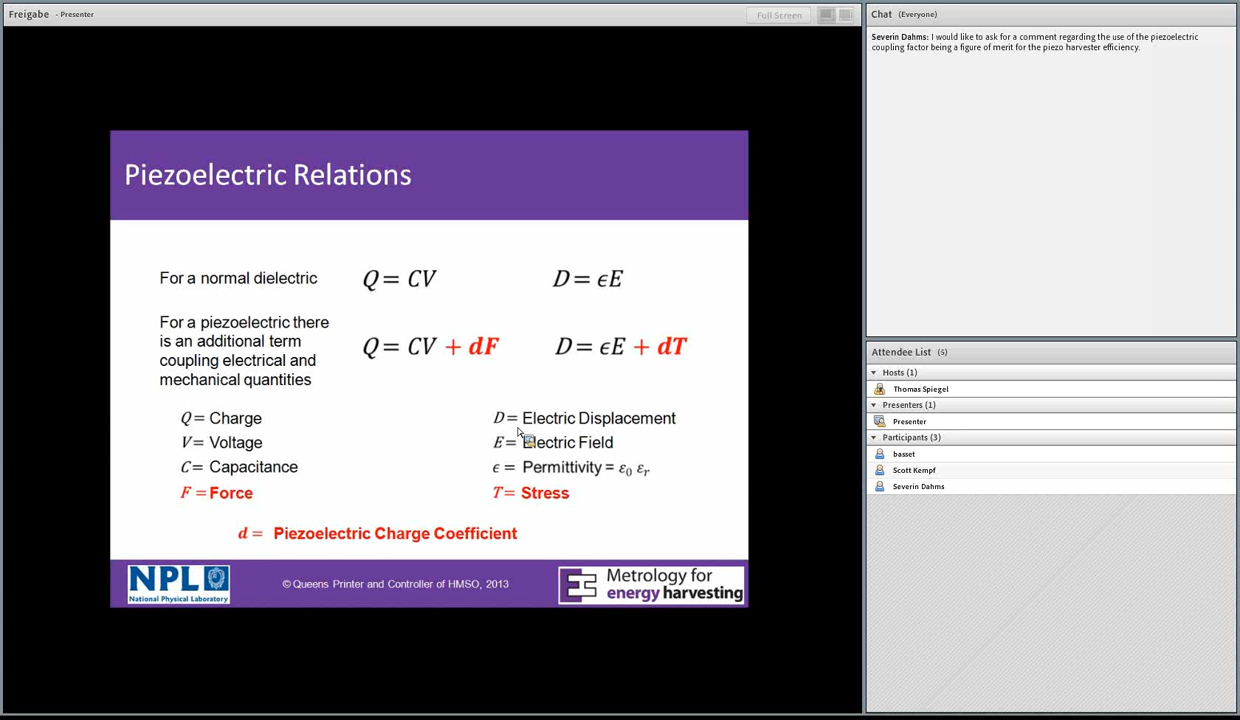 Freigabe - Presenter
Full Screen
Piezoelectric Relations
For a normal dielectric
Q = CV
D = ϵE
For a piezoelectric there
is an additional term
coupling electrical and
mechanical quantities
Q = CV + dF
D = ϵE + dT
Q = Charge
V = Voltage
C = Capacitance
F = Force
D = Electric Displacement
E = Electric Field
ϵ = Permittivity = ε₀ εᵣ
T = Stress
d = Piezoelectric Charge Coefficient
NPL
National Physical Laboratory
© Queens Printer and Controller of HMSO, 2013
Metrology for
energy harvesting
Chat (Everyone)
Severin Dahms: I would like to ask for a comment regarding the use of the piezoelectric
coupling factor being a figure of merit for the piezo harvester efficiency.
Attendee List (5)
Hosts (1)
Thomas Spiegel
Presenters (1)
Presenter
Participants (3)
basset
Scott Kempf
Severin Dahms